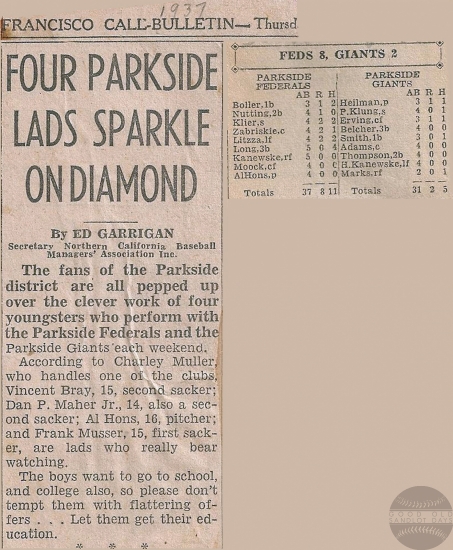 1937
FRANCISCO CALL-BULLETIN—Thursd
FOUR PARKSIDE
LADS SPARKLE
ON DIAMOND
By ED GARRIGAN
Secretary Northern California Baseball
Managers' Association Inc.
The fans of the Parkside
district are all pepped up
over the clever work of four
youngsters who perform with
the Parkside Federals and the
Parkside Giants each weekend.
According to Charley Muller,
who handles one of the clubs,
Vincent Bray, 15, second sacker;
Dan P. Maher Jr., 14, also a sec-
ond sacker; Al Hons, 16, pitcher;
and Frank Musser, 15, first sack-
er, are lads who really bear
watching.
The boys want to go to school,
and college also, so please don't
tempt them with flattering of-
fers . . . Let them get their ed-
ucation.
* * *
FEDS 8, GIANTS 2
PARKSIDE
FEDERALS
AB R H
Boller,1b 3 1 2
Nutting,2b 4 1 0
Klier,s 4 2 2
Zabriskie,c 4 2 1
Litzza,lf 4 2 2
Long,3b 5 0 4
Kanewske,rf 5 0 0
Moock,cf 4 0 0
AlHons,p 4 0 0
Totals 37 8 11
PARKSIDE
GIANTS
AB R H
Heilman,p 3 1 1
P.Klung,s 4 0 1
Erving,cf 3 1 1
Belcher,3b 4 0 0
Smith,1b 3 0 1
Adams,c 4 0 0
Thompson,2b 4 0 0
H.Kanewske,lf 4 0 0
Marks,rf 2 0 1
Totals 31 2 5